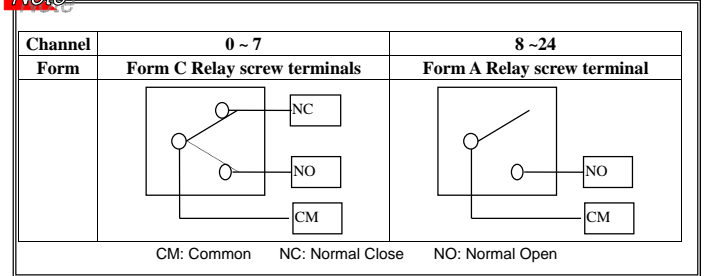 Note
Channel 0 ~ 7 8 ~24
Form Form C Relay screw terminals Form A Relay screw terminal
NC
NO NO
CM CM
CM: Common NC: Normal Close NO: Normal Open